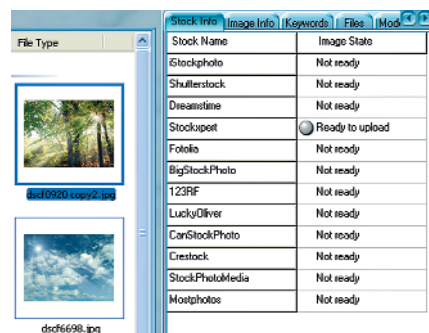 File Type
dscf0920 copy2.jpg
dscf6698.jpg
Stock Info Image Info Keywords Files Mod
Stock Name Image State
iStockphoto Not ready
Shutterstock Not ready
Dreamstime Not ready
Stockxpert Ready to upload
Fotolia Not ready
BigStockPhoto Not ready
123RF Not ready
LuckyOliver Not ready
CanStockPhoto Not ready
Crestock Not ready
StockPhotoMedia Not ready
Mostphotos Not ready